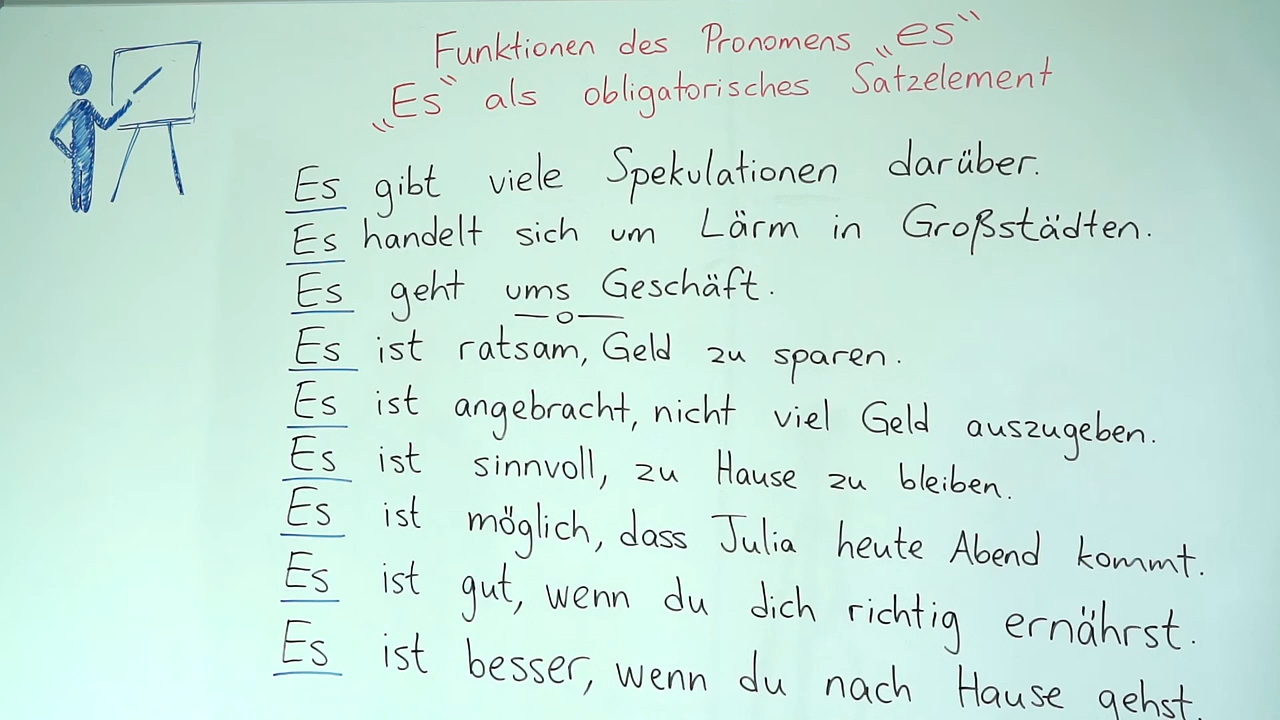 Funktionen des Pronomens „es“
„Es“ als obligatorisches Satzelement
Es gibt viele Spekulationen darüber.
Es handelt sich um Lärm in Großstädten.
Es geht ums Geschäft.
Es ist ratsam, Geld zu sparen.
Es ist angebracht, nicht viel Geld auszugeben.
Es ist sinnvoll, zu Hause zu bleiben.
Es ist möglich, dass Julia heute Abend kommt.
Es ist gut, wenn du dich richtig ernährst.
Es ist besser, wenn du nach Hause gehst.